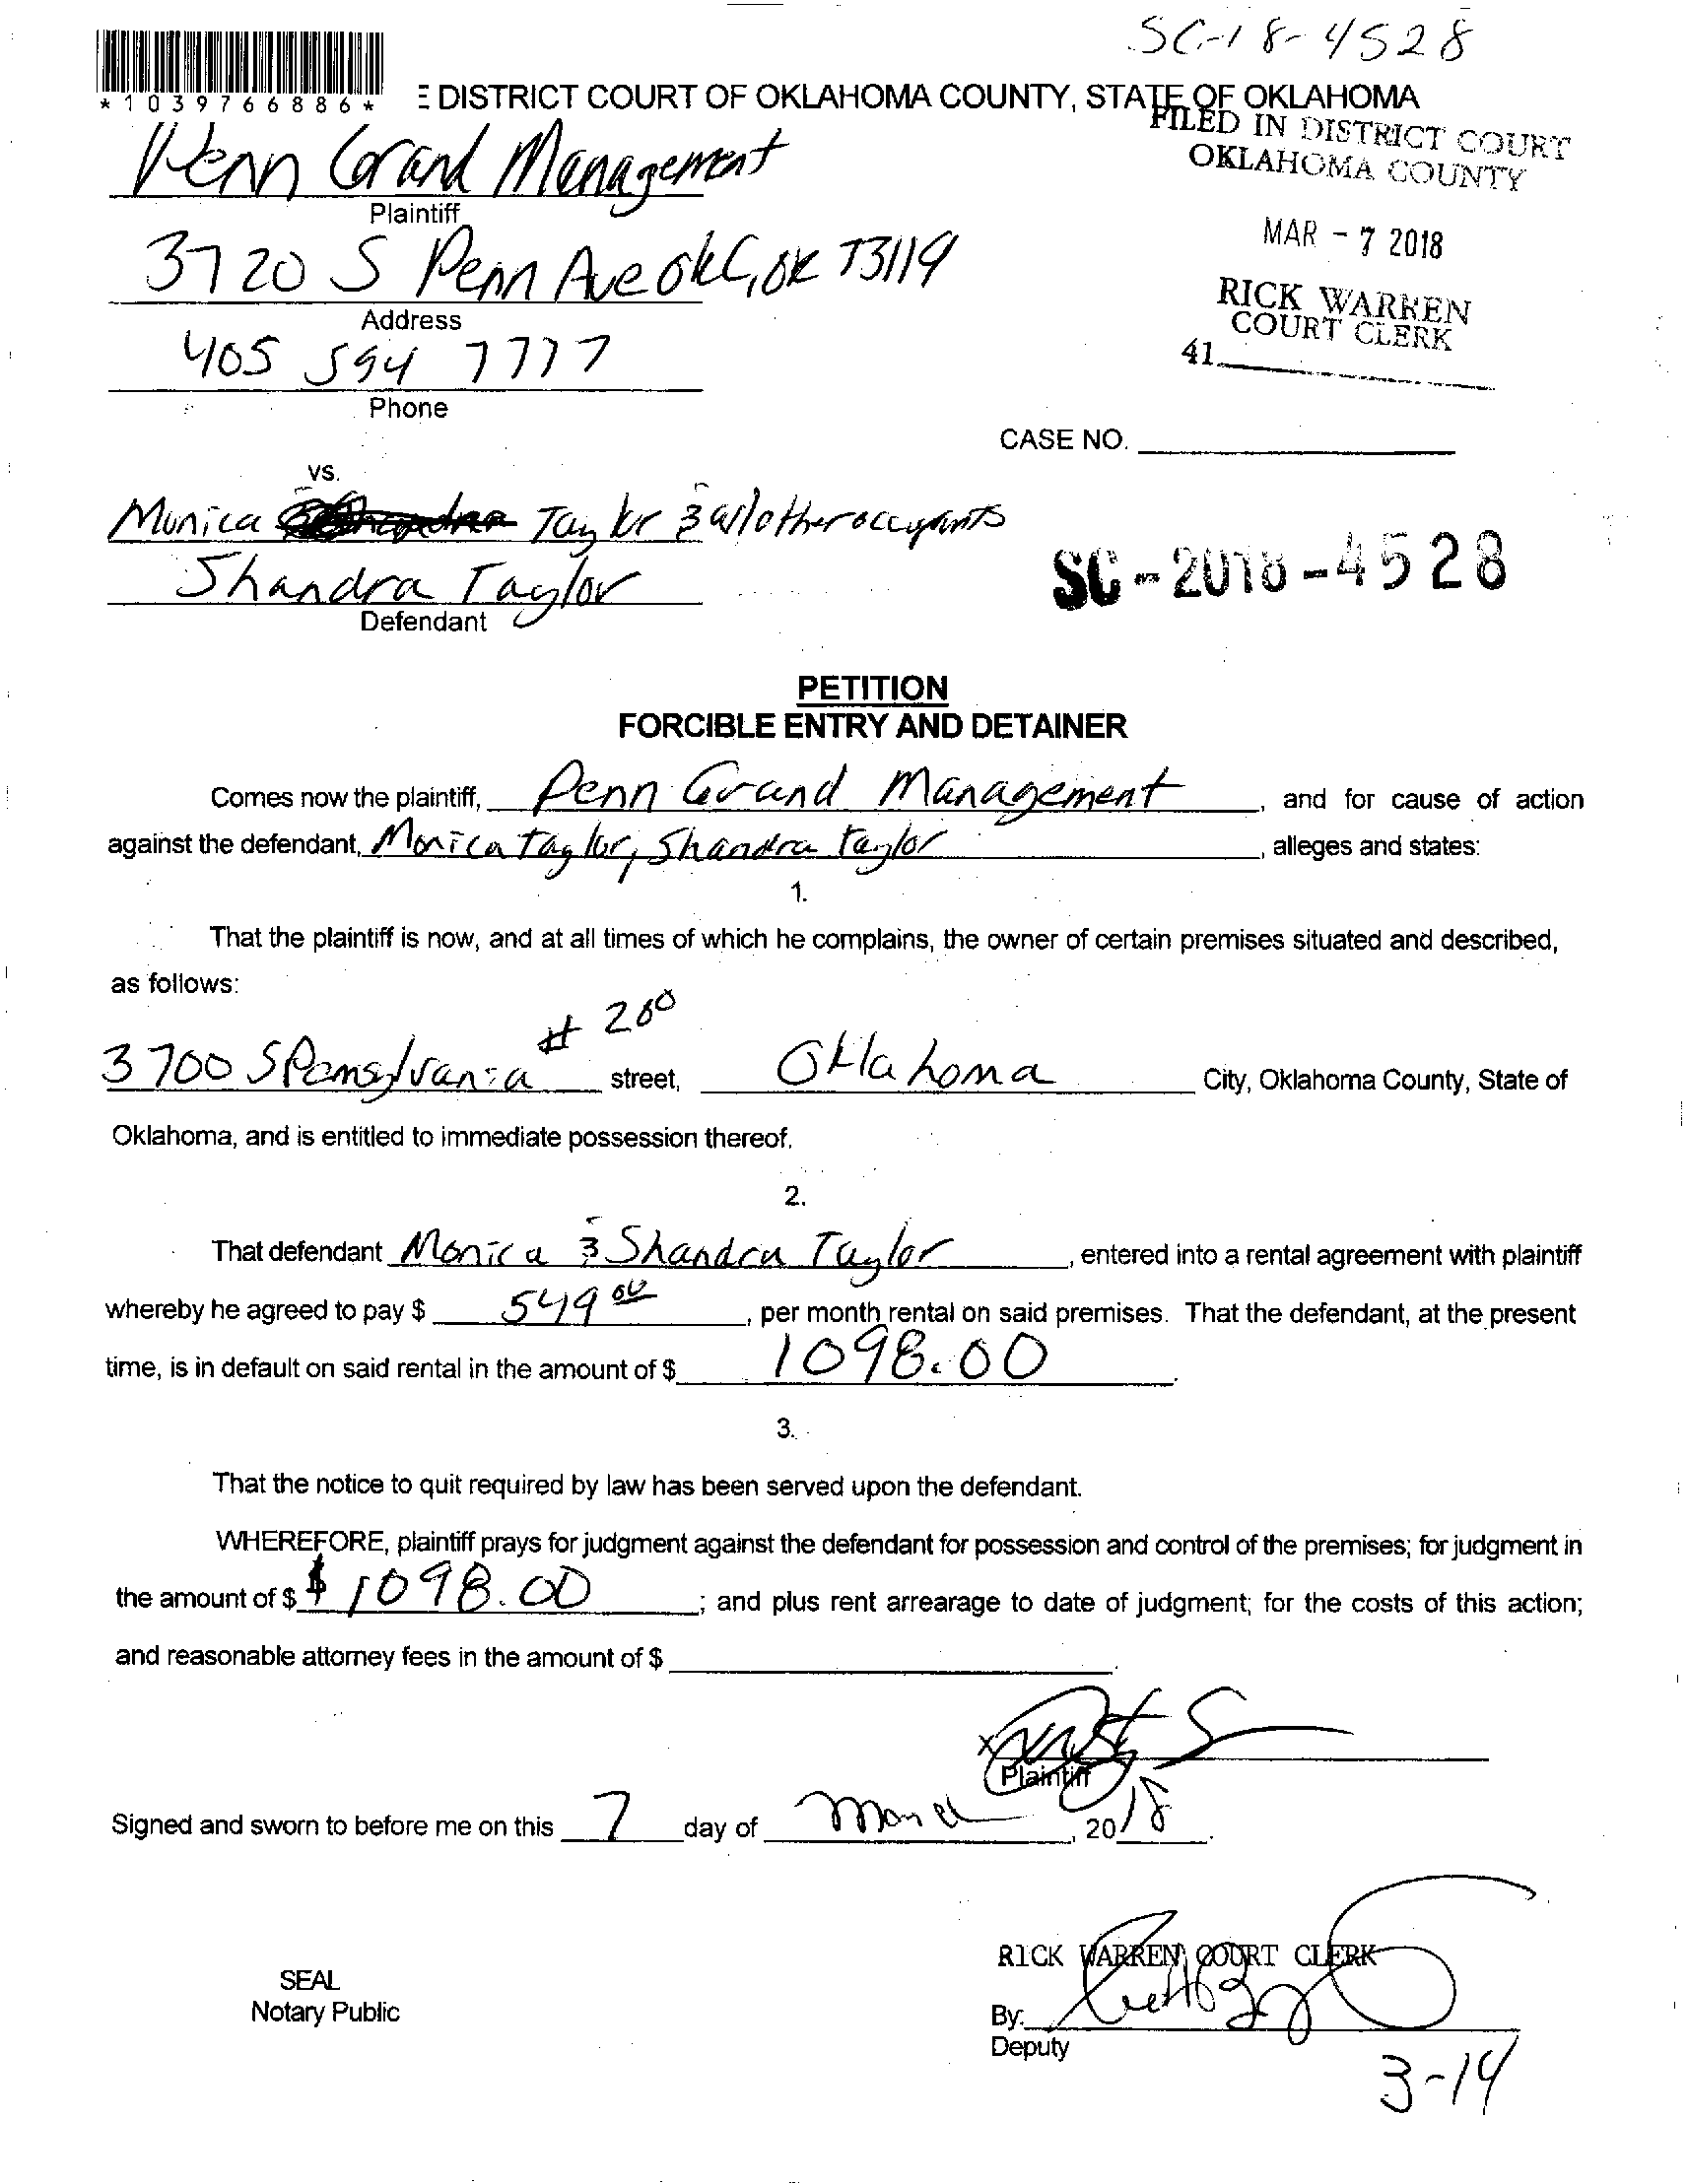 SC-18-4528
*1039766886*
E DISTRICT COURT OF OKLAHOMA COUNTY, STATE OF OKLAHOMA
FILED IN DISTRICT COURT
OKLAHOMA COUNTY
Penn Grand Management
Plaintiff
MAR - 7 2018
3720 S Penn Ave OKC, OK 73119
Address
RICK WARREN
COURT CLERK
405 594 7777
41
Phone
CASE NO.
vs.
Monica Taylor & all other occupants
Shandra Taylor
Defendant
SC-2018-4528
PETITION
FORCIBLE ENTRY AND DETAINER
Comes now the plaintiff, Penn Grand Management, and for cause of action
against the defendant, Monica Taylor, Shandra Taylor, alleges and states:
1.
That the plaintiff is now, and at all times of which he complains, the owner of certain premises situated and described,
as follows:
# 200
3700 S street, Oklahoma City, Oklahoma County, State of
Oklahoma, and is entitled to immediate possession thereof.
2.
That defendant Monica & Shandra Taylor, entered into a rental agreement with plaintiff
whereby he agreed to pay $ 549 00, per month rental on said premises. That the defendant, at the present
time, is in default on said rental in the amount of $ 1098.00.
3.
That the notice to quit required by law has been served upon the defendant.
WHEREFORE, plaintiff prays for judgment against the defendant for possession and control of the premises; for judgment in
the amount of $ $1098.00; and plus rent arrearage to date of judgment; for the costs of this action;
and reasonable attorney fees in the amount of $
x
Plaintiff
Signed and sworn to before me on this 7 day of March, 2018.
RICK WARREN COURT CLERK
SEAL
Notary Public
By:
Deputy
3-14